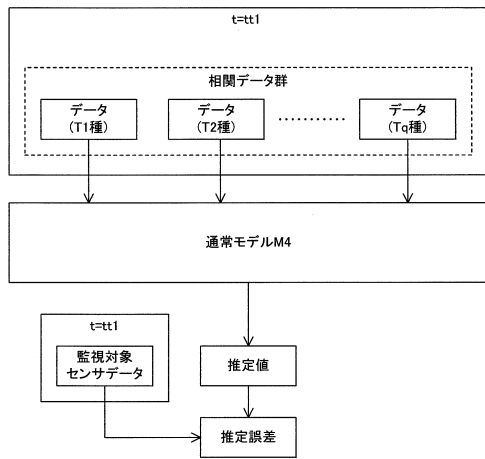 t=tt1
相関データ群
データ
(T1種)
データ
(T2種)
…………
データ
(Tq種)
通常モデルM4
t=tt1
監視対象
センサデータ
推定値
推定誤差